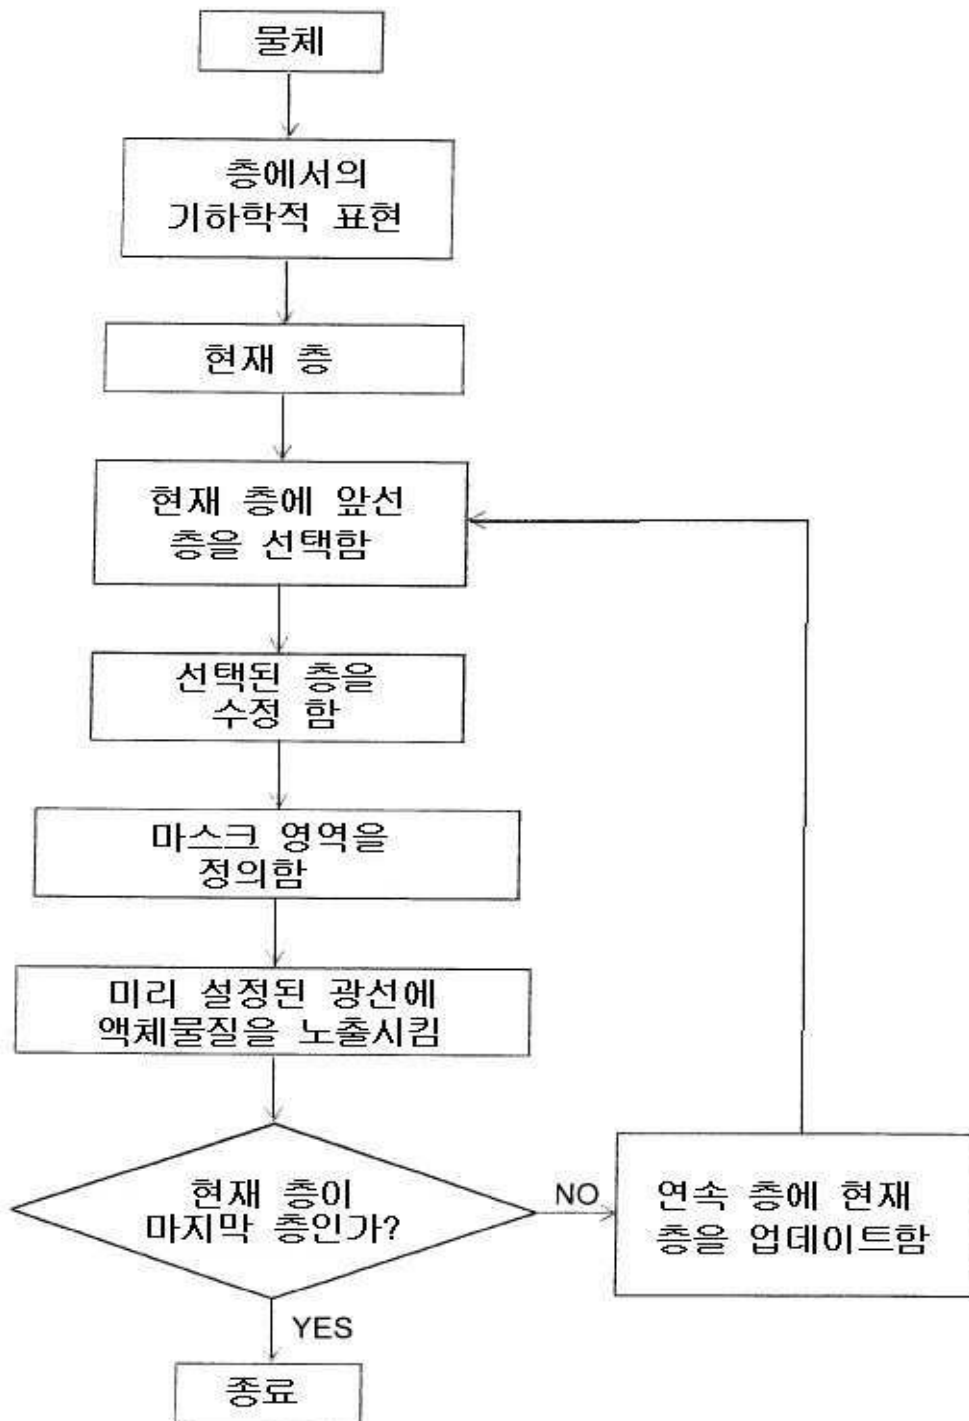 물체
층에서의
기하학적 표현
현재 층
현재 층에 앞선
층을 선택함
선택된 층을
수정 함
마스크 영역을
정의함
미리 설정된 광선에
액체물질을 노출시킴
현재 층이
마지막 층인가?
NO
연속 층에 현재
층을 업데이트함
YES
종료